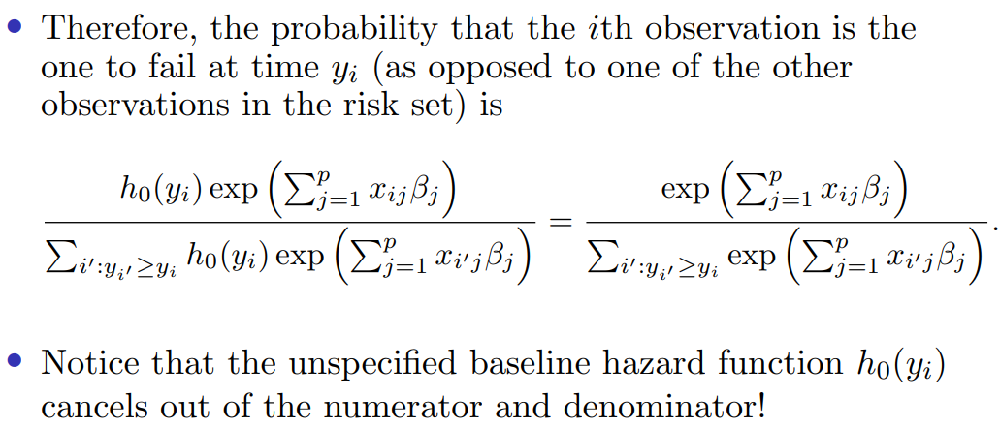 • Therefore, the probability that the ith observation is the
one to fail at time yᵢ (as opposed to one of the other
observations in the risk set) is
\frac{h_0(y_i) \exp\left(\sum_{j=1}^{p} x_{ij}\beta_j\right)}{\sum_{i':y_{i'} \geq y_i} h_0(y_i) \exp\left(\sum_{j=1}^{p} x_{i'j}\beta_j\right)} = \frac{\exp\left(\sum_{j=1}^{p} x_{ij}\beta_j\right)}{\sum_{i':y_{i'} \geq y_i} \exp\left(\sum_{j=1}^{p} x_{i'j}\beta_j\right)}.
• Notice that the unspecified baseline hazard function h₀(yᵢ)
cancels out of the numerator and denominator!